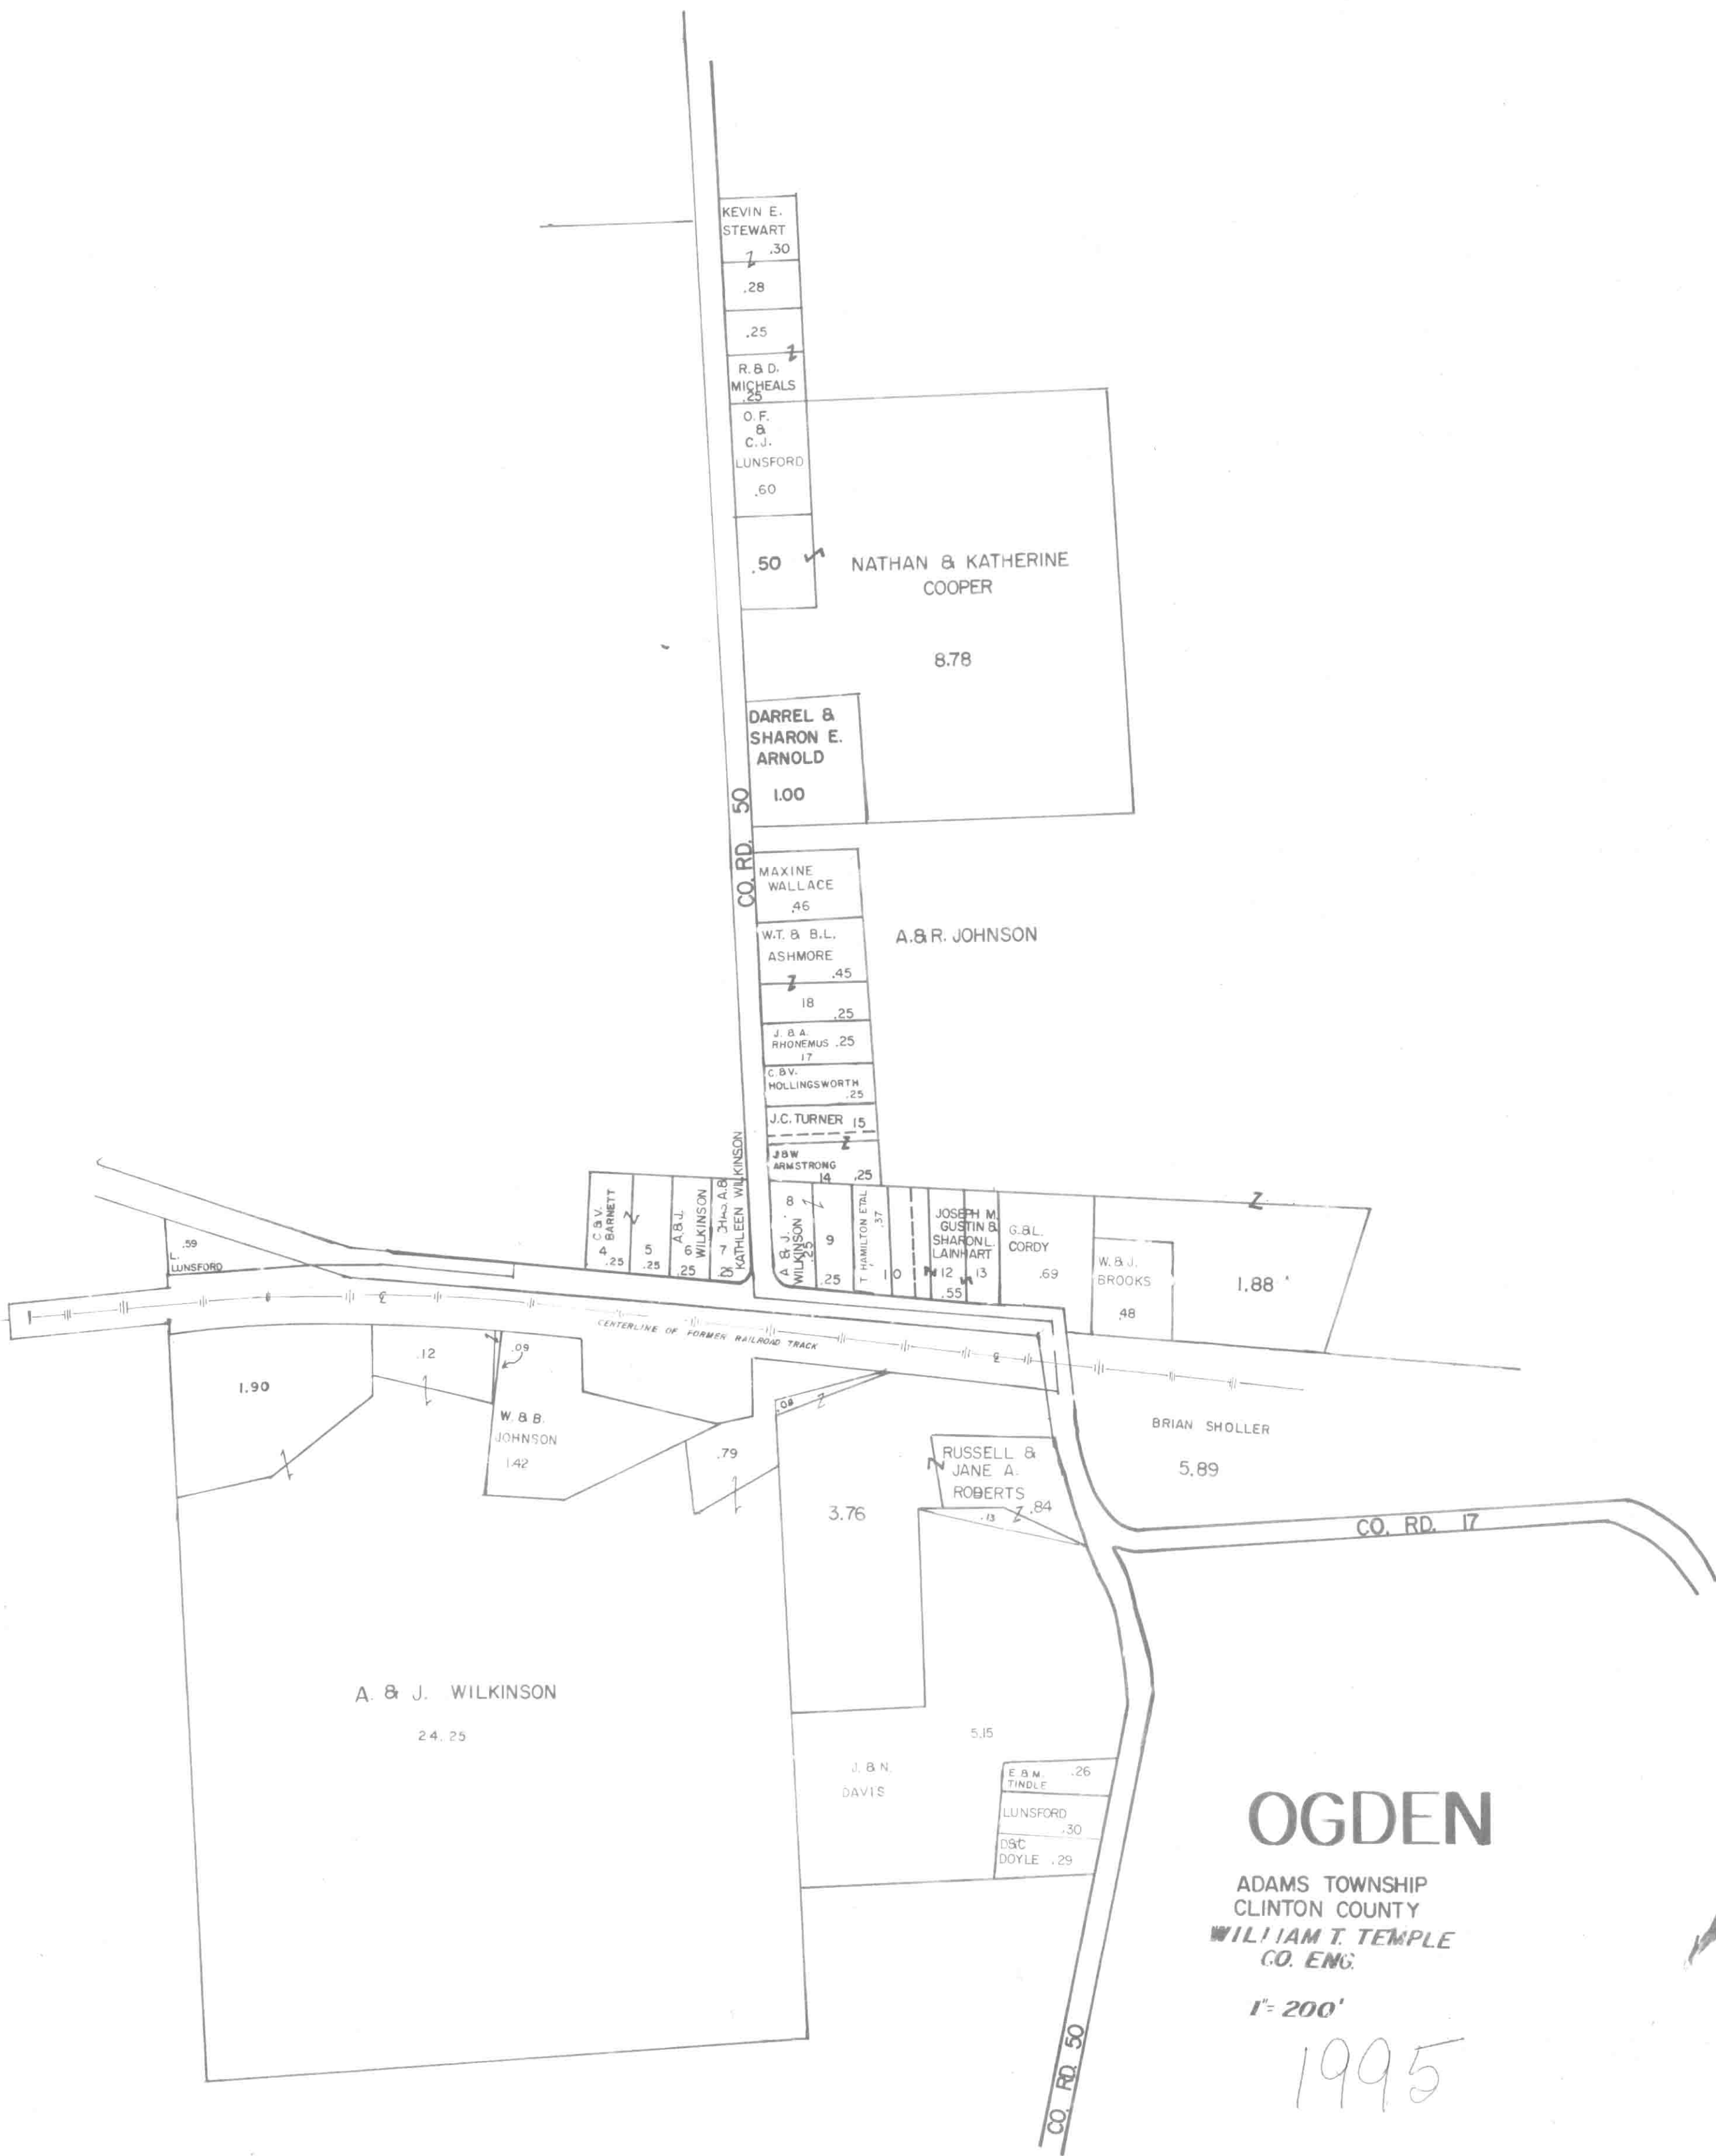 KEVIN E.
STEWART
.30
.28
.25
R. & D.
MICHEALS
.25
O. F.
&
C. J.
LUNSFORD
.60
.50
NATHAN & KATHERINE
COOPER
8.78
DARREL &
SHARON E.
ARNOLD
1.00
CO. RD. 50
MAXINE
WALLACE
.46
W.T. & B.L.
ASHMORE
.45
A.& R. JOHNSON
18
.25
J. & A.
RHONEMUS .25
17
C.&V.
HOLLINGSWORTH
.25
J.C. TURNER 15
J&W
ARMSTRONG
14 .25
.59
L.
LUNSFORD
C & V.
BARNETT
4
.25
5
.25
A.& J.
WILKINSON
6
.25
CHAS. A.&
KATHLEEN WILKINSON
7
.25
8
A & J.
WILKINSON
.25
9
.25
T. HAMILTON ETAL
.37
10
JOSEPH M.
GUSTIN &
SHARON L.
LAINHART
12 13
.55
G.&L.
CORDY
.69
W. & J.
BROOKS
.48
1.88
CENTERLINE OF FORMER RAILROAD TRACK
1.90
.12
.09
W. & B.
JOHNSON
1.42
.79
.08
3.76
RUSSELL &
JANE A.
ROBERTS
.84
.13
BRIAN SHOLLER
5.89
CO. RD. 17
A. & J. WILKINSON
24.25
5.15
J. & N.
DAVIS
E & M. .26
TINDLE
LUNSFORD
.30
D&C
DOYLE .29
CO. RD. 50
OGDEN
ADAMS TOWNSHIP
CLINTON COUNTY
WILLIAM T. TEMPLE
CO. ENG.
1"= 200'
1995